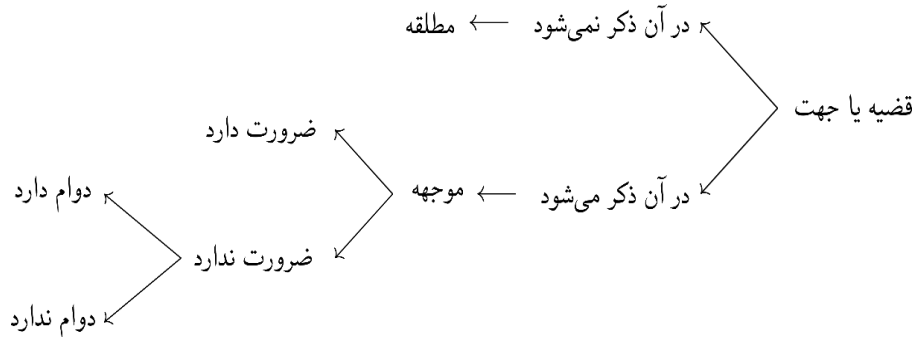 در آن ذکر نمی‌شود ← مطلقه
قضیه یا جهت
ضرورت دارد
در آن ذکر می‌شود ← موجهه
دوام دارد
ضرورت ندارد
دوام ندارد